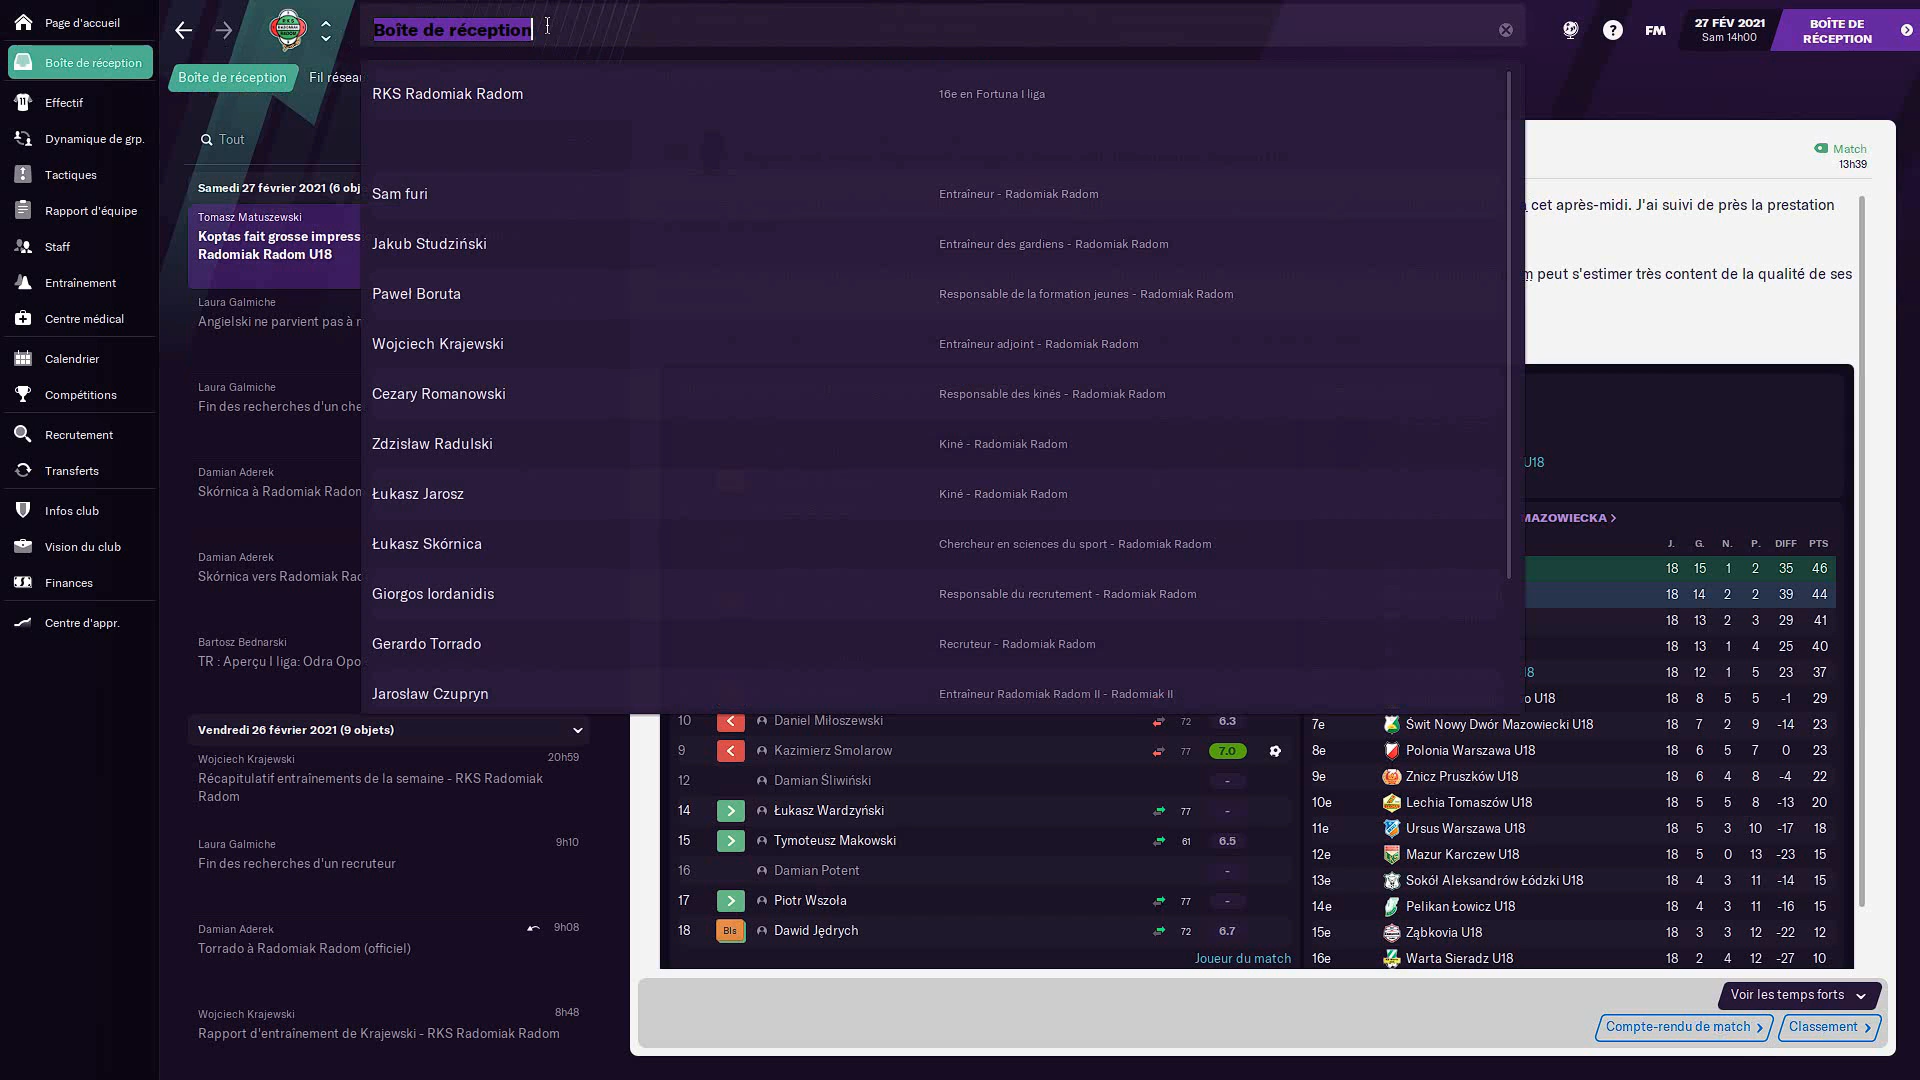 Page d'accueil
Boîte de réception
Effectif
Dynamique de grp.
Tactiques
Rapport d'équipe
Staff
Entraînement
Centre médical
Calendrier
Compétitions
Recrutement
Transferts
Infos club
Vision du club
Finances
Centre d'appr.
Boîte de réception
FM
27 FÉV 2021
Sam 14h00
BOÎTE DE
RÉCEPTION
Boîte de réception
Fil réseau
Tout
Samedi 27 février 2021 (6 obj
Tomasz Matuszewski
Koptas fait grosse impress
Radomiak Radom U18
Laura Galmiche
Angielski ne parvient pas à r
Laura Galmiche
Fin des recherches d'un che
Damian Aderek
Skórnica à Radomiak Radon
Damian Aderek
Skórnica vers Radomiak Rac
Bartosz Bednarski
TR : Aperçu I liga: Odra Opo
Vendredi 26 février 2021 (9 objets)
Wojciech Krajewski 20h59
Récapitulatif entraînements de la semaine - RKS Radomiak
Radom
Laura Galmiche 9h10
Fin des recherches d'un recruteur
Damian Aderek 9h08
Torrado à Radomiak Radom (officiel)
Wojciech Krajewski 8h48
Rapport d'entraînement de Krajewski - RKS Radomiak Radom
RKS Radomiak Radom 16e en Fortuna I liga
Sam furi Entraîneur - Radomiak Radom
Jakub Studziński Entraîneur des gardiens - Radomiak Radom
Paweł Boruta Responsable de la formation jeunes - Radomiak Radom
Wojciech Krajewski Entraîneur adjoint - Radomiak Radom
Cezary Romanowski Responsable des kinés - Radomiak Radom
Zdzisław Radulski Kiné - Radomiak Radom
Łukasz Jarosz Kiné - Radomiak Radom
Łukasz Skórnica Chercheur en sciences du sport - Radomiak Radom
Giorgos Iordanidis Responsable du recrutement - Radomiak Radom
Gerardo Torrado Recruteur - Radomiak Radom
Jarosław Czupryn Entraîneur Radomiak Radom II - Radomiak II
Match
13h39
cet après-midi. J'ai suivi de près la prestation
m peut s'estimer très content de la qualité de ses
U18
MAZOWIECKA
J. G. N. P. DIFF PTS
18 15 1 2 35 46
18 14 2 2 39 44
18 13 2 3 29 41
18 13 1 4 25 40
18 18 12 1 5 23 37
o U18 18 8 5 5 -1 29
7e Świt Nowy Dwór Mazowiecki U18 18 7 2 9 -14 23
8e Polonia Warszawa U18 18 6 5 7 0 23
9e Znicz Pruszków U18 18 6 4 8 -4 22
10e Lechia Tomaszów U18 18 5 5 8 -13 20
11e Ursus Warszawa U18 18 5 3 10 -17 18
12e Mazur Karczew U18 18 5 0 13 -23 15
13e Sokół Aleksandrów Łódzki U18 18 4 3 11 -14 15
14e Pelikan Łowicz U18 18 4 3 11 -16 15
15e Ząbkovia U18 18 3 3 12 -22 12
16e Warta Sieradz U18 18 2 4 12 -27 10
10 Daniel Miłoszewski 72 6.3
9 Kazimierz Smolarow 77 7.0
12 Damian Śliwiński -
14 Łukasz Wardzyński 77 -
15 Tymoteusz Makowski 61 6.5
16 Damian Potent -
17 Piotr Wszoła 77 -
18 Bls Dawid Jędrych 72 6.7
Joueur du match
Voir les temps forts
Compte-rendu de match
Classement